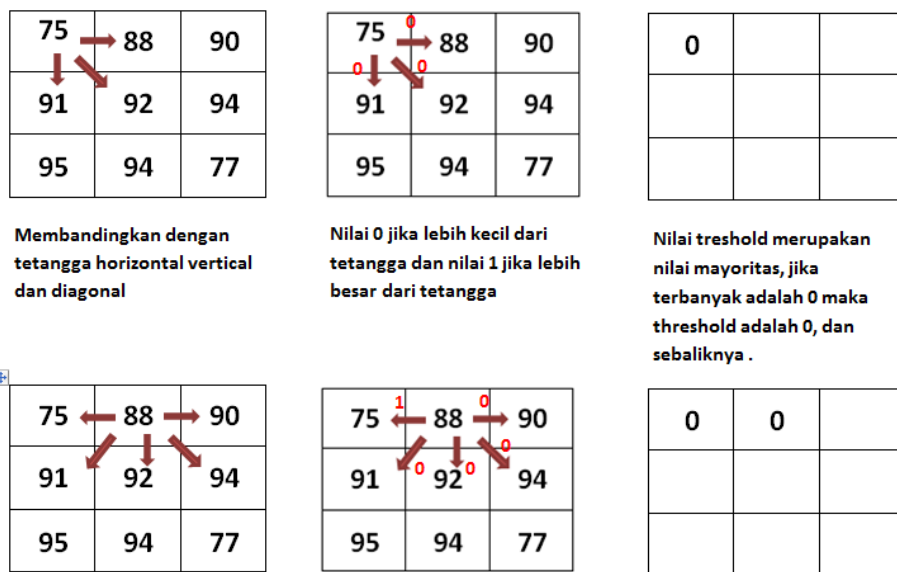 75 88 90
91 92 94
95 94 77
0
75 88 90
0 0
91 92 94
95 94 77
0
Membandingkan dengan
tetangga horizontal vertical
dan diagonal
Nilai 0 jika lebih kecil dari
tetangga dan nilai 1 jika lebih
besar dari tetangga
Nilai treshold merupakan
nilai mayoritas, jika
terbanyak adalah 0 maka
threshold adalah 0, dan
sebaliknya .
75 88 90
91 92 94
95 94 77
1 0
75 88 90
0
91 0 92 0 94
95 94 77
0 0